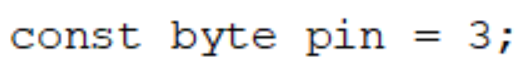 const byte pin = 3;